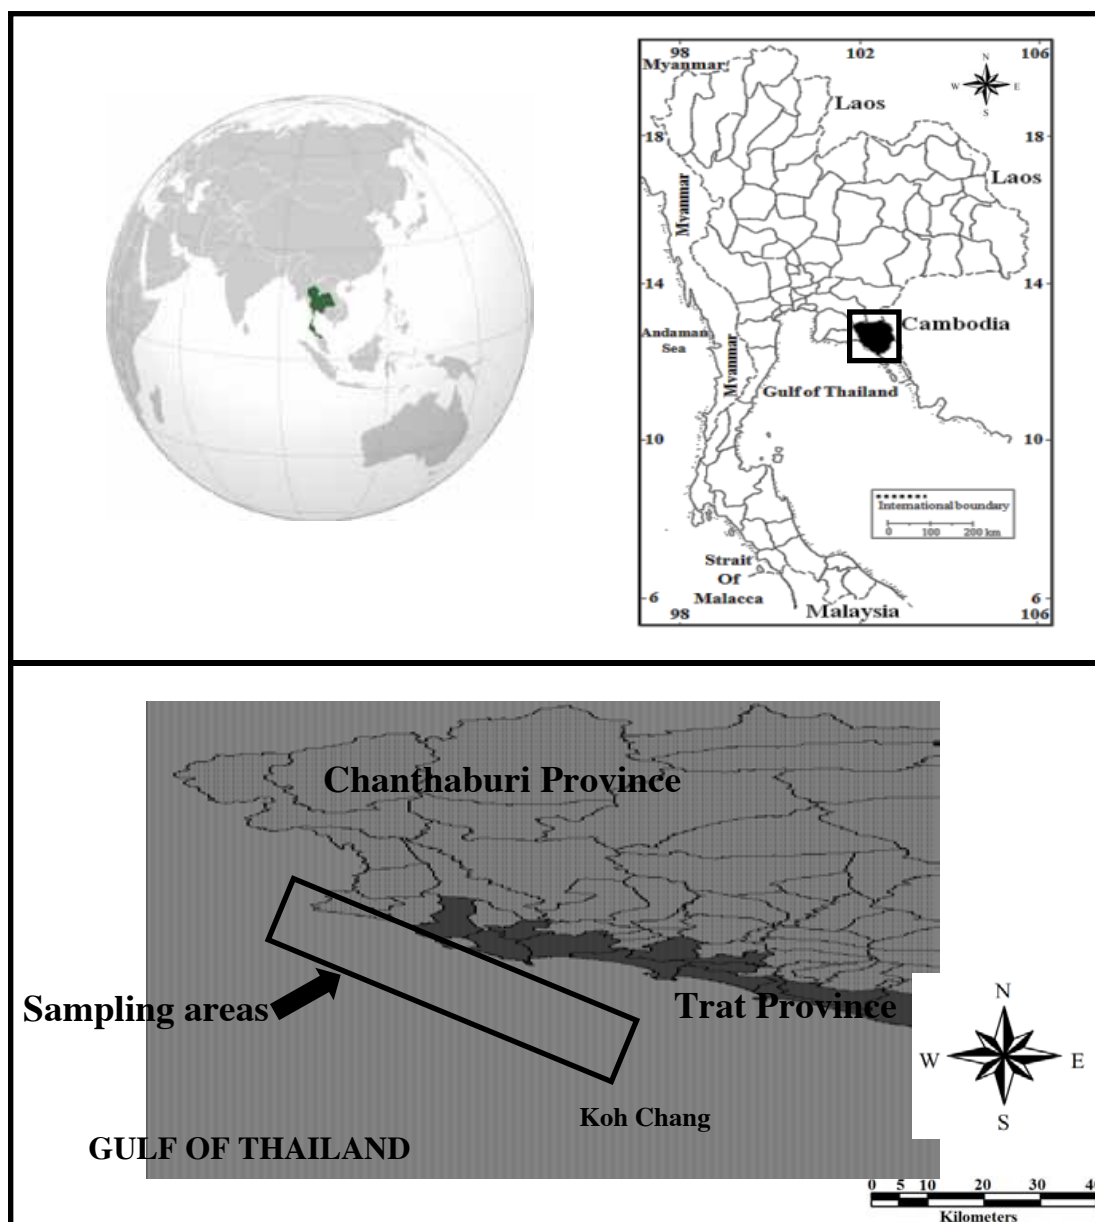 98
102
106
N
W
E
S
Myanmar
Laos
18
18
Laos
Myanmar
14
14
Cambodia
Andaman
Sea
Myanmar
Gulf of Thailand
10
10
International boundary
0
100
200 km
Strait
Of
Malacca
6
6
Malaysia
98
106
Chanthaburi Province
Sampling areas
Trat Province
N
W
E
S
Koh Chang
GULF OF THAILAND
0 5 10 20 30 40
Kilometers